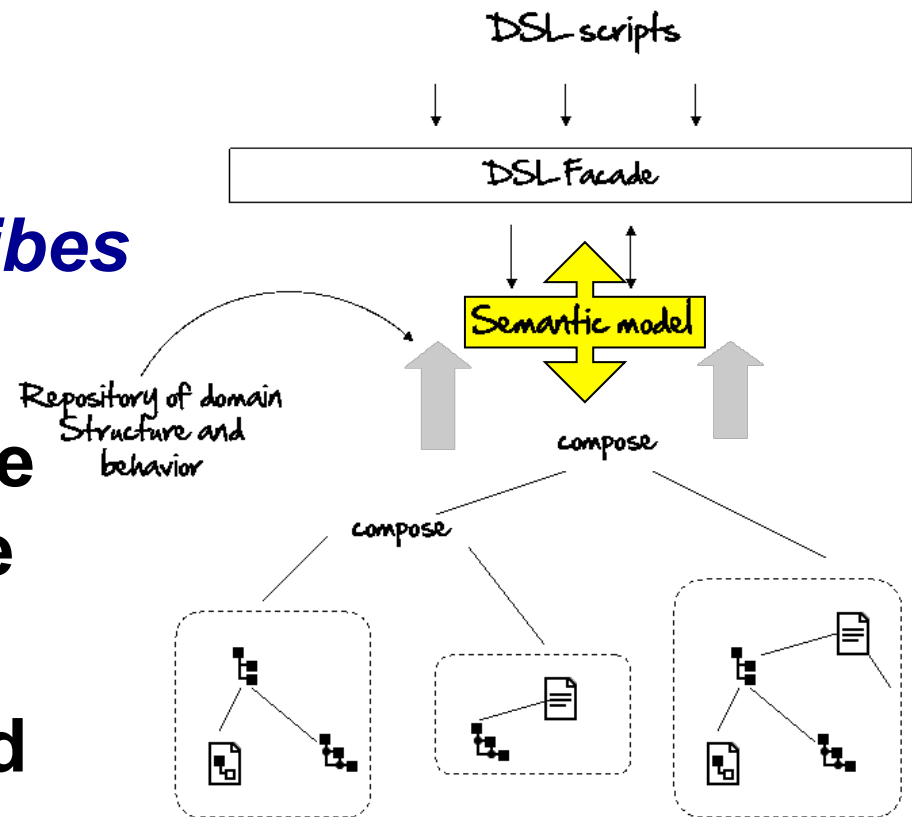 DSL scripts
DSL Facade
ibes
Semantic model
Repository of domain
Structure and
behavior
e
compose
e
compose
d